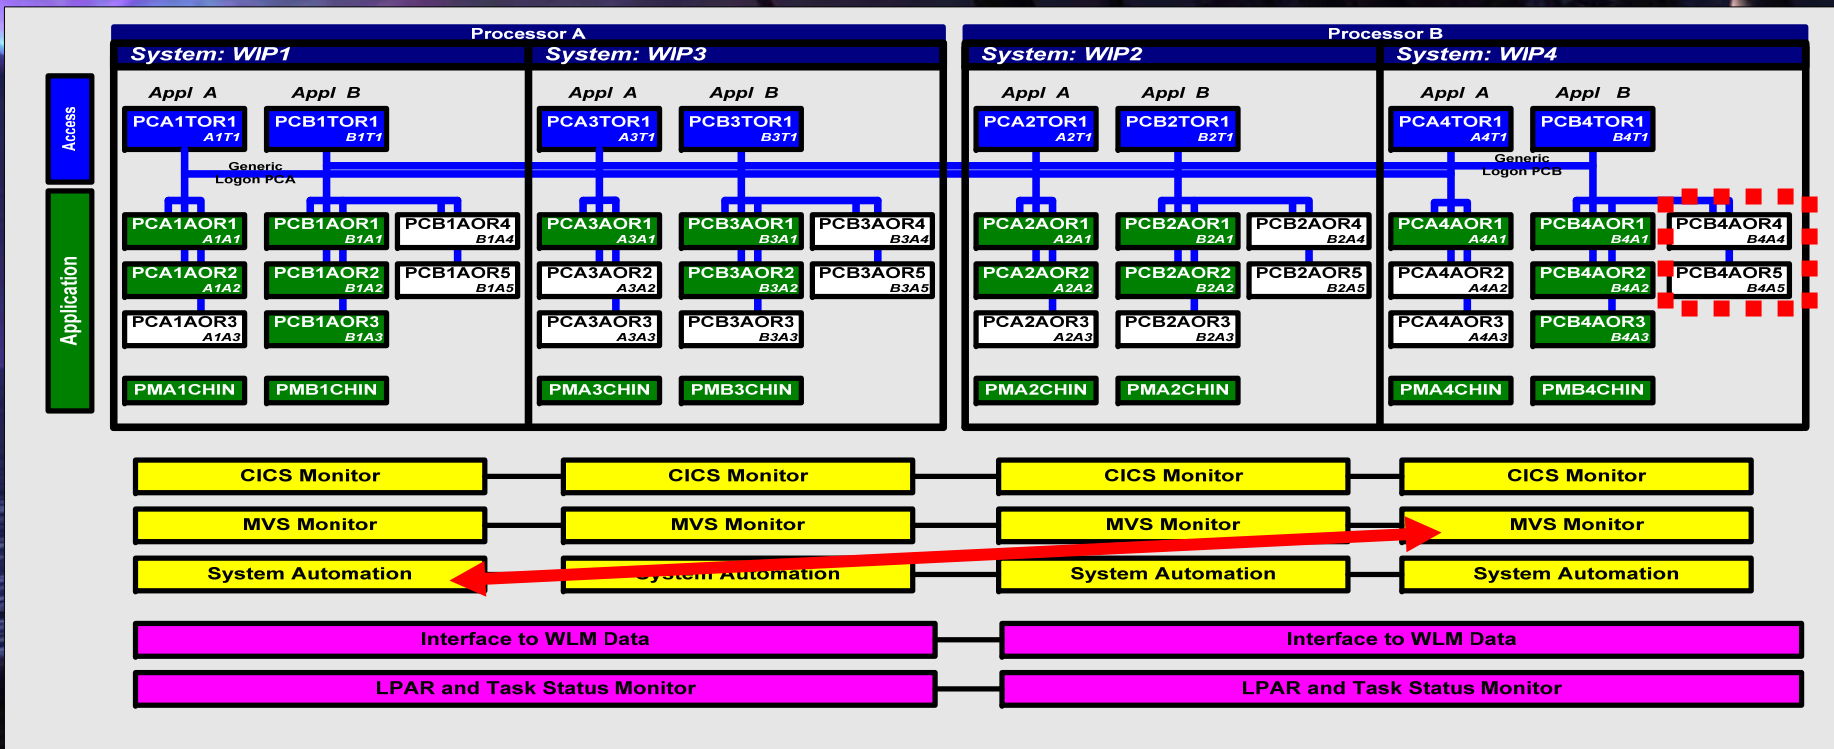 Processor A
Processor B
System: WIP1
System: WIP3
System: WIP2
System: WIP4
Access
Application
Appl A
Appl B
Appl A
Appl B
Appl A
Appl B
Appl A
Appl B
PCA1TOR1
A1T1
PCB1TOR1
B1T1
PCA3TOR1
A3T1
PCB3TOR1
B3T1
PCA2TOR1
A2T1
PCB2TOR1
B2T1
PCA4TOR1
A4T1
PCB4TOR1
B4T1
Generic
Logon PCA
Generic
Logon PCB
PCA1AOR1
A1A1
PCB1AOR1
B1A1
PCB1AOR4
B1A4
PCA3AOR1
A3A1
PCB3AOR1
B3A1
PCB3AOR4
B3A4
PCA2AOR1
A2A1
PCB2AOR1
B2A1
PCB2AOR4
B2A4
PCA4AOR1
A4A1
PCB4AOR1
B4A1
PCB4AOR4
B4A4
PCA1AOR2
A1A2
PCB1AOR2
B1A2
PCB1AOR5
B1A5
PCA3AOR2
A3A2
PCB3AOR2
B3A2
PCB3AOR5
B3A5
PCA2AOR2
A2A2
PCB2AOR2
B2A2
PCB2AOR5
B2A5
PCA4AOR2
A4A2
PCB4AOR2
B4A2
PCB4AOR5
B4A5
PCA1AOR3
A1A3
PCB1AOR3
B1A3
PCA3AOR3
A3A3
PCB3AOR3
B3A3
PCA2AOR3
A2A3
PCB2AOR3
B2A3
PCA4AOR3
A4A3
PCB4AOR3
B4A3
PMA1CHIN
PMB1CHIN
PMA3CHIN
PMB3CHIN
PMA2CHIN
PMA2CHIN
PMA4CHIN
PMB4CHIN
CICS Monitor
CICS Monitor
CICS Monitor
CICS Monitor
MVS Monitor
MVS Monitor
MVS Monitor
MVS Monitor
System Automation
System Automation
System Automation
System Automation
Interface to WLM Data
Interface to WLM Data
LPAR and Task Status Monitor
LPAR and Task Status Monitor